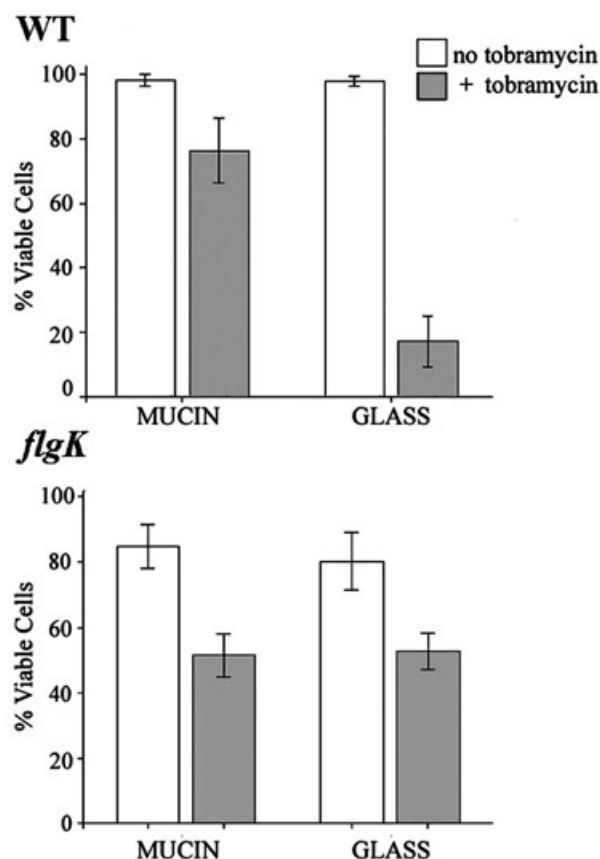 WT
no tobramycin
+ tobramycin
100
80
60
40
20
0
% Viable Cells
MUCIN GLASS
flgK
100
80
60
40
20
0
% Viable Cells
MUCIN GLASS